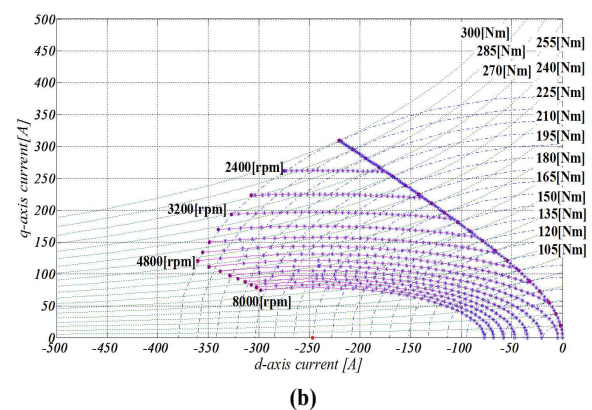 500
450
400
350
300
250
200
150
100
50
0
q-axis current[A]
300[Nm]
285[Nm]
270[Nm]
255[Nm]
240[Nm]
225[Nm]
210[Nm]
195[Nm]
180[Nm]
165[Nm]
150[Nm]
135[Nm]
120[Nm]
105[Nm]
2400[rpm]
3200[rpm]
4800[rpm]
8000[rpm]
-500 -450 -400 -350 -300 -250 -200 -150 -100 -50 0
d-axis current [A]
(b)